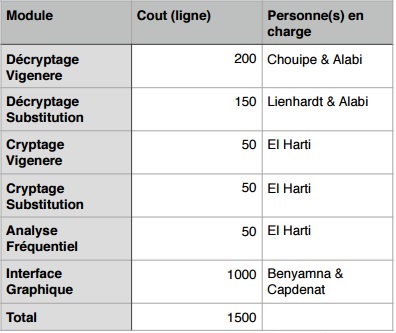 Module Cout (ligne) Personne(s) en
charge
Décryptage 200 Chouipe & Alabi
Vigenere
Décryptage 150 Lienhardt & Alabi
Substitution
Cryptage 50 El Harti
Vigenere
Cryptage 50 El Harti
Substitution
Analyse 50 El Harti
Fréquentiel
Interface 1000 Benyamna &
Graphique Capdenat
Total 1500